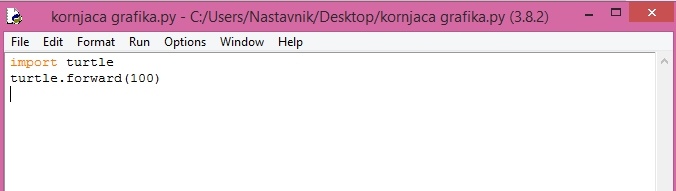 kornjaca grafika.py - C:/Users/Nastavnik/Desktop/kornjaca grafika.py (3.8.2)
File Edit Format Run Options Window Help
import turtle
turtle.forward(100)